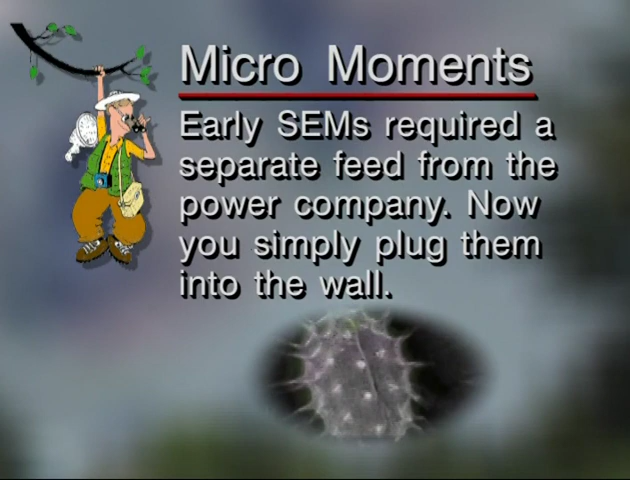 Micro Moments
Early SEMs required a
separate feed from the
power company. Now
you simply plug them
into the wall.